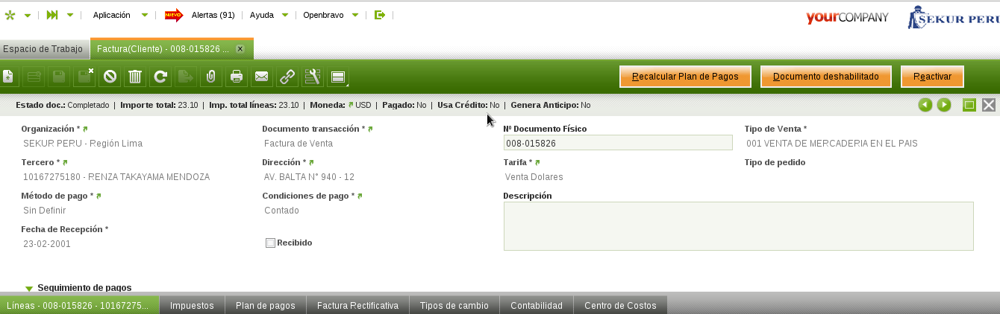 Aplicación NUEVO Alertas (91) Ayuda Openbravo yourCOMPANY SEKUR PERU
Espacio de Trabajo Factura(Cliente) - 008-015826 ...
Recalcular Plan de Pagos Documento deshabilitado Reactivar
Estado doc.: Completado | Importe total: 23.10 | Imp. total líneas: 23.10 | Moneda: USD | Pagado: No | Usa Crédito: No | Genera Anticipo: No
Organización * Documento transacción * Nº Documento Físico Tipo de Venta *
SEKUR PERU - Región Lima Factura de Venta 008-015826 001 VENTA DE MERCADERIA EN EL PAIS
Tercero * Dirección * Tarifa * Tipo de pedido
10167275180 - RENZA TAKAYAMA MENDOZA AV. BALTA N° 940 - 12 Venta Dolares
Método de pago * Condiciones de pago * Descripción
Sin Definir Contado
Fecha de Recepción *
23-02-2001 Recibido
Seguimiento de pagos
Líneas - 008-015826 - 10167275... Impuestos Plan de pagos Factura Rectificativa Tipos de cambio Contabilidad Centro de Costos